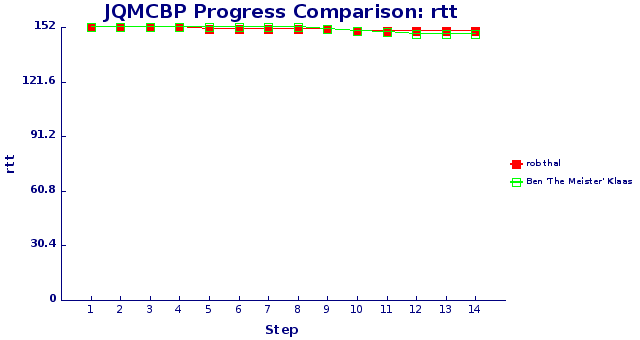 JQMCBP Progress Comparison: rtt
152
121.6
91.2
60.8
30.4
0
rtt
1 2 3 4 5 6 7 8 9 10 11 12 13 14
Step
robthal
Ben 'The Meister' Klaas